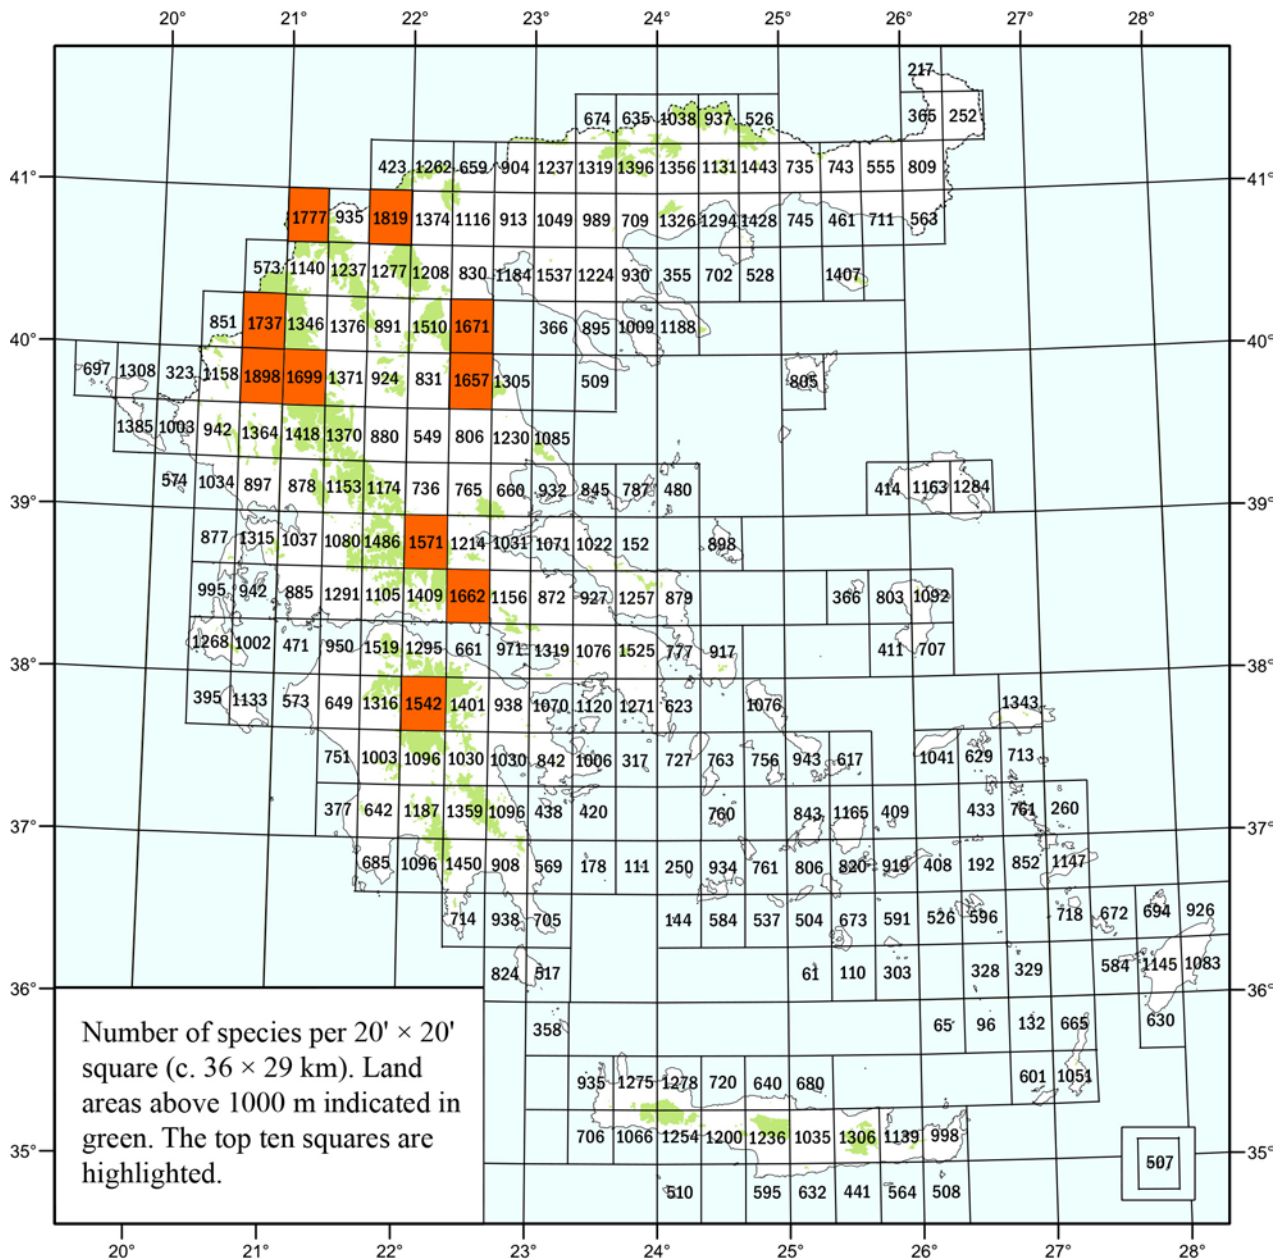 20° 21° 22° 23° 24° 25° 26° 27° 28°
217
674 635 1038 937 526 365 252
423 1262 659 904 1237 1319 1396 1356 1131 1443 735 743 555 809
41° 41°
1777 935 1819 1374 1116 913 1049 989 709 1326 1294 1428 745 461 711 563
573 1140 1237 1277 1208 830 1184 1537 1224 930 355 702 528 1407
851 1737 1346 1376 891 1510 1671 366 895 1009 1188
40° 40°
697 1308 323 1158 1898 1699 1371 924 831 1657 1305 509 805
1385 1003 942 1364 1418 1370 880 549 806 1230 1085
574 1034 897 878 1153 1174 736 765 660 932 845 787 480 414 1163 1284
39° 39°
877 1315 1037 1080 1486 1571 1214 1031 1071 1022 152 898
995 942 885 1291 1105 1409 1662 1156 872 927 1257 879 366 803 1092
1268 1002 471 950 1519 1295 661 971 1319 1076 1525 777 917 411 707
38° 38°
395 1133 573 649 1316 1542 1401 938 1070 1120 1271 623 1076 1343
751 1003 1096 1030 1030 842 1006 317 727 763 756 943 617 1041 629 713
377 642 1187 1359 1096 438 420 760 843 1165 409 433 761 260
37° 37°
685 1096 1450 908 569 178 111 250 934 761 806 820 919 408 192 852 1147
714 938 705 144 584 537 504 673 591 526 596 718 672 694 926
824 517 61 110 303 328 329 584 1145 1083
36° 36°
358 65 96 132 665 630
935 1275 1278 720 640 680 601 1051
706 1066 1254 1200 1236 1035 1306 1139 998
35° 35°
507
510 595 632 441 564 508
Number of species per 20' × 20'
square (c. 36 × 29 km). Land
areas above 1000 m indicated in
green. The top ten squares are
highlighted.
20° 21° 22° 23° 24° 25° 26° 27° 28°